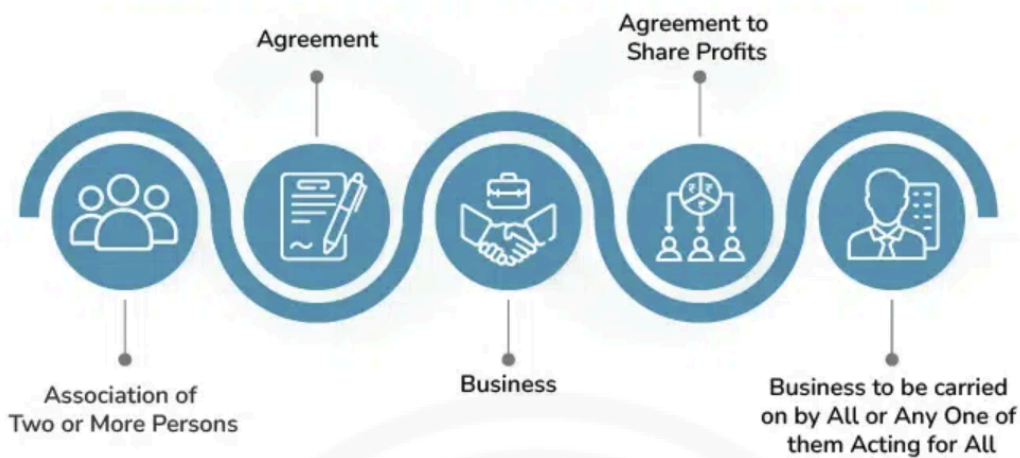 Agreement
Agreement to
Share Profits
Association of
Two or More Persons
Business
Business to be carried
on by All or Any One of
them Acting for All